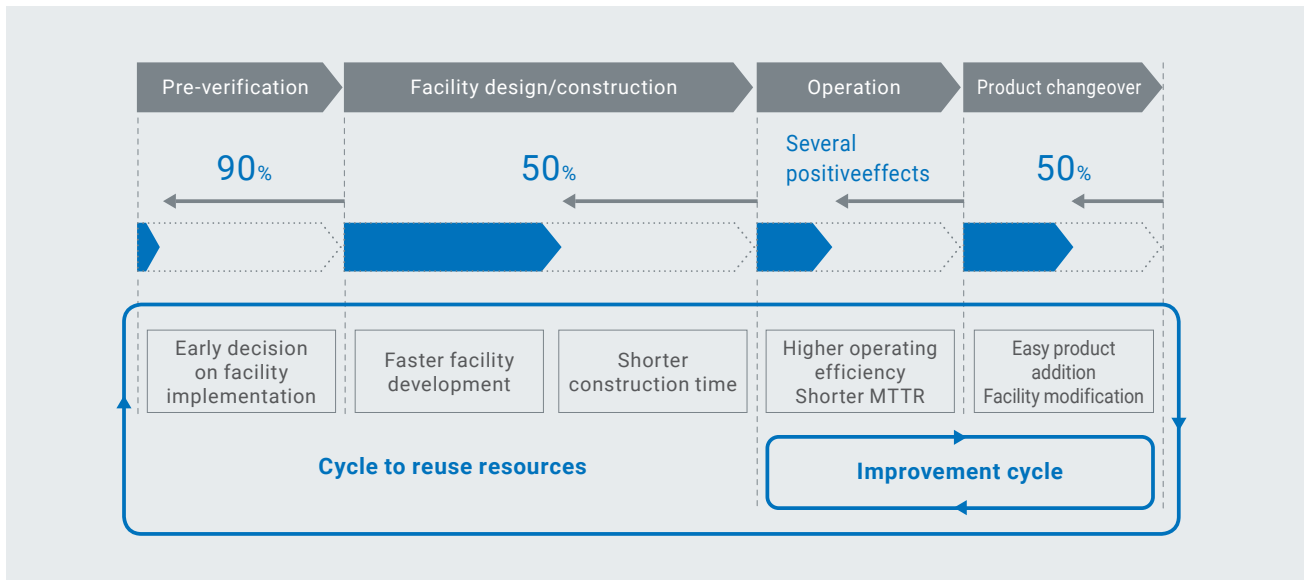 Pre-verification
Facility design/construction
Operation
Product changeover
90%
50%
Several
positiveeffects
50%
Early decision
on facility
implementation
Faster facility
development
Shorter
construction time
Higher operating
efficiency
Shorter MTTR
Easy product
addition
Facility modification
Cycle to reuse resources
Improvement cycle